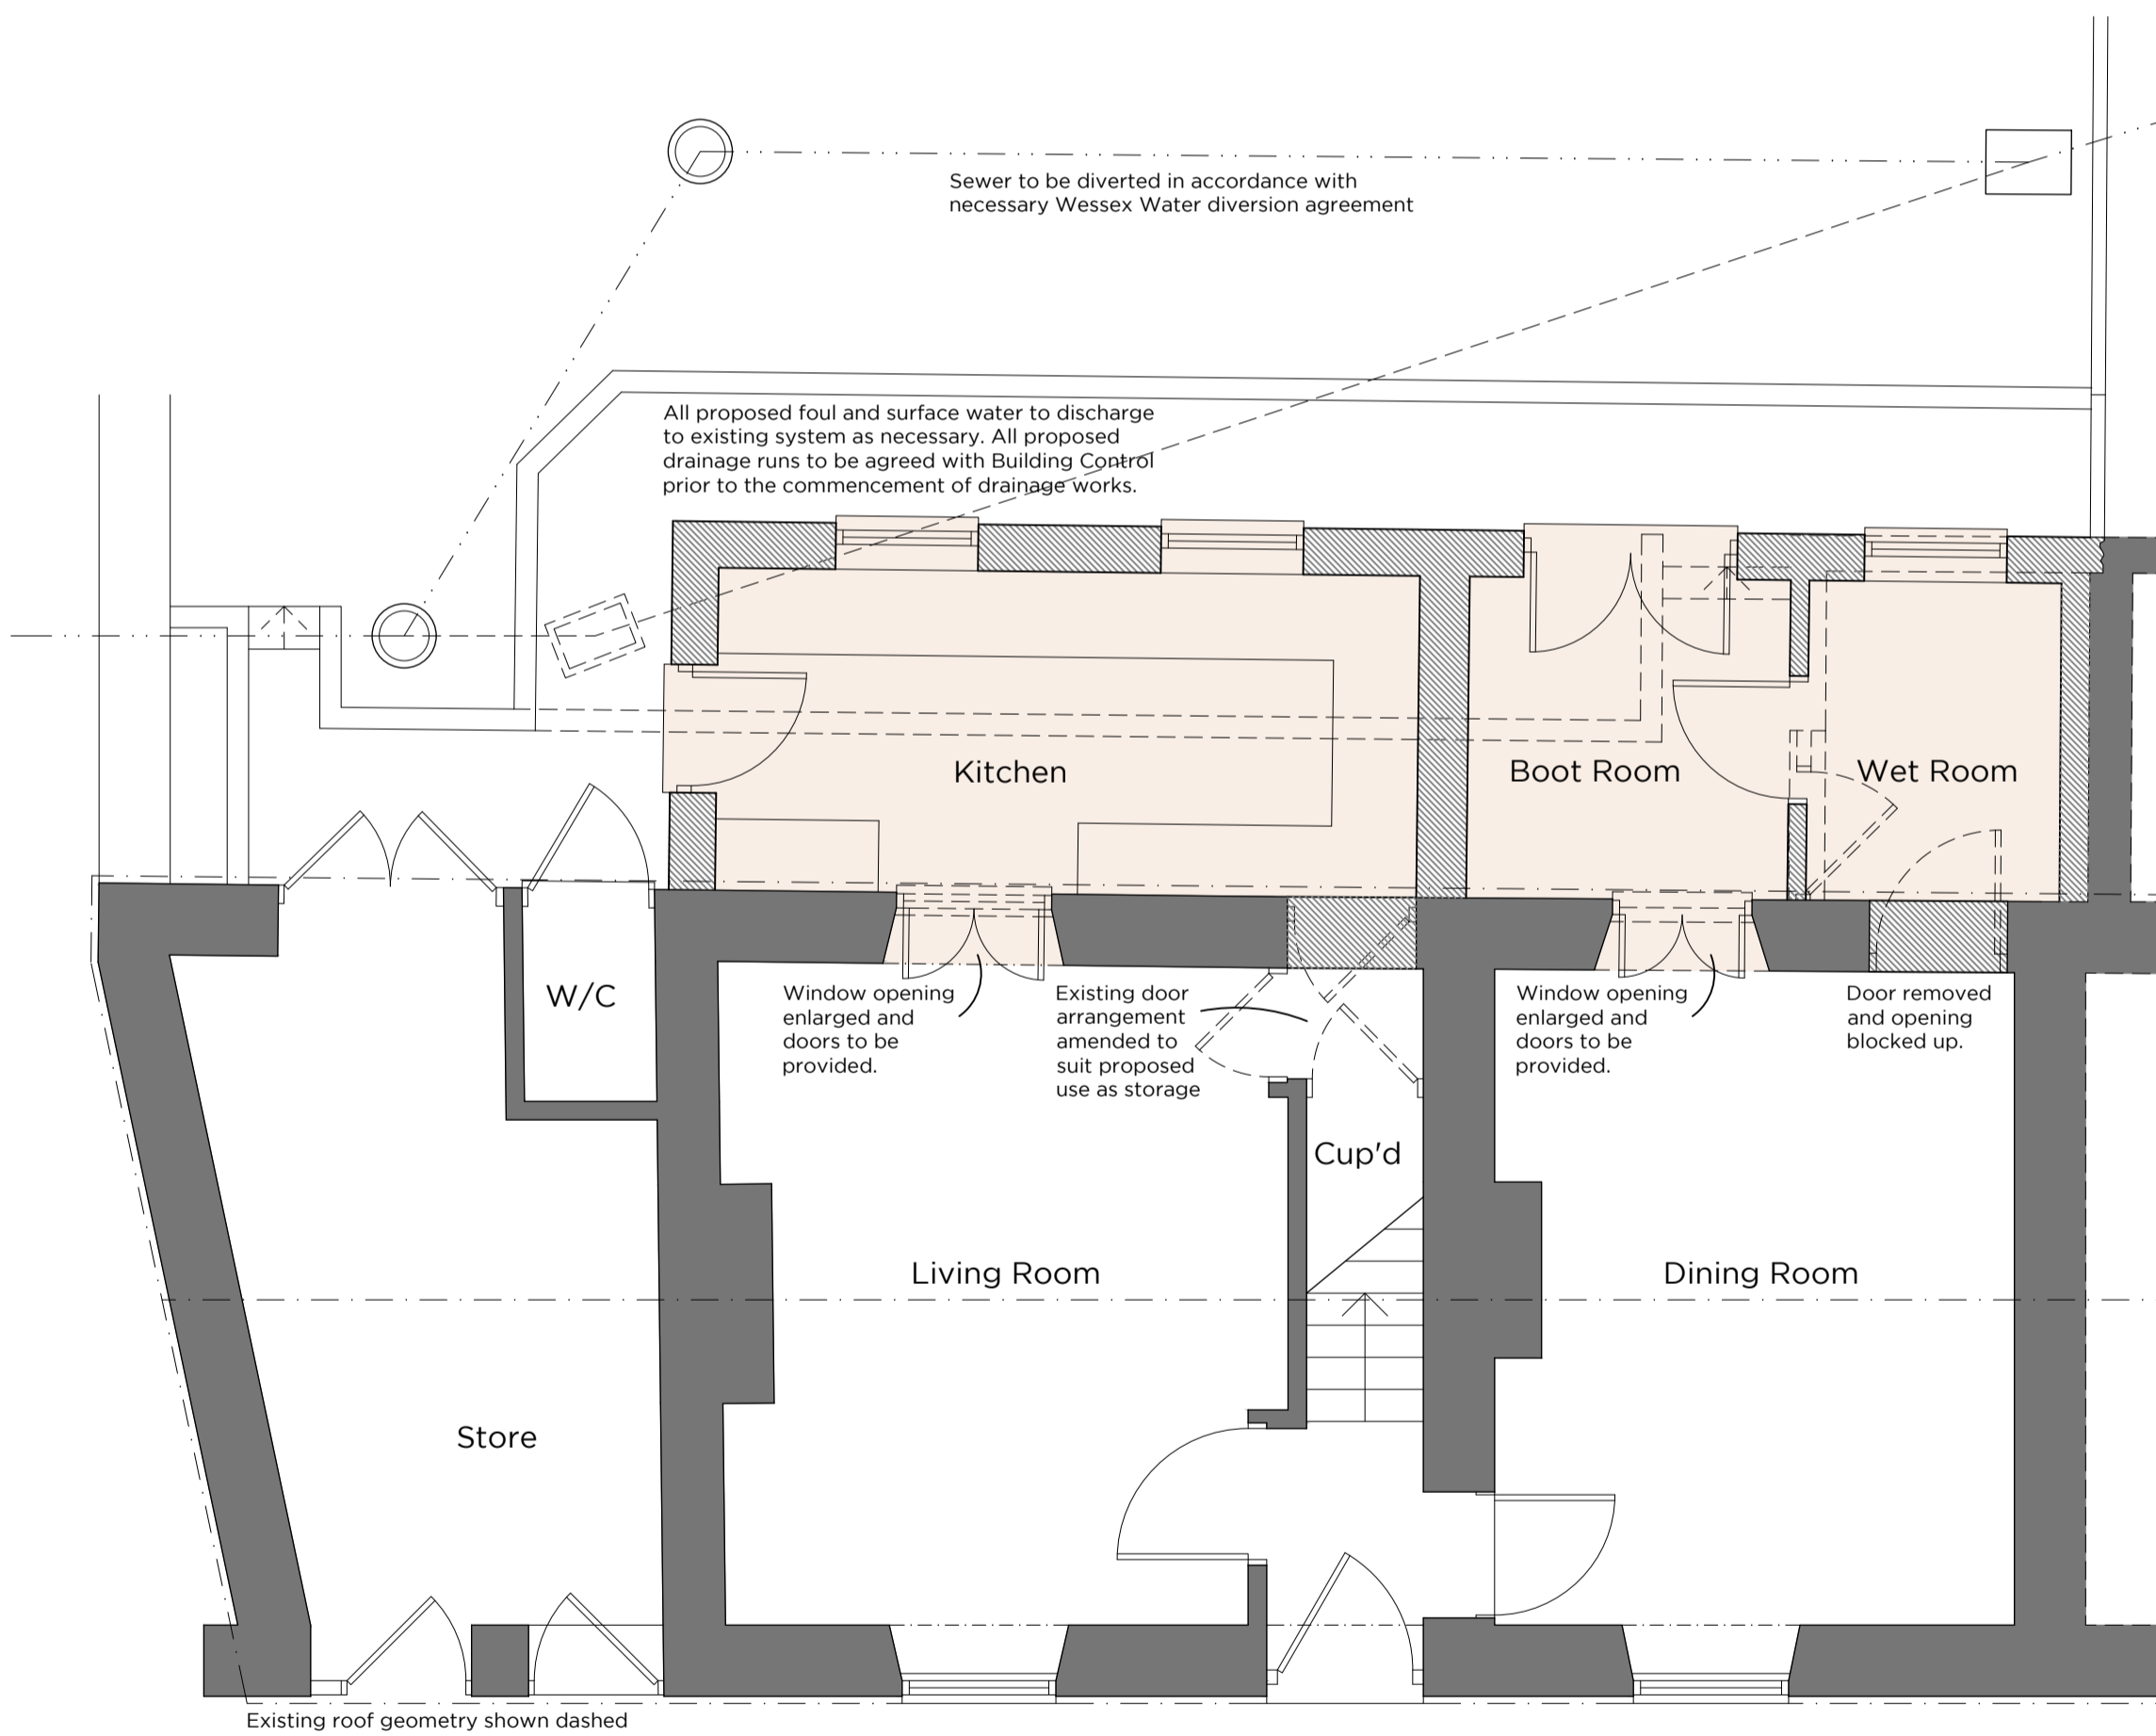 Sewer to be diverted in accordance with
necessary Wessex Water diversion agreement
All proposed foul and surface water to discharge
to existing system as necessary. All proposed
drainage runs to be agreed with Building Control
prior to the commencement of drainage works.
Kitchen
Boot Room
Wet Room
W/C
Window opening
enlarged and
doors to be
provided.
Existing door
arrangement
amended to
suit proposed
use as storage
Window opening
enlarged and
doors to be
provided.
Door removed
and opening
blocked up.
Cup'd
Living Room
Dining Room
Store
Existing roof geometry shown dashed